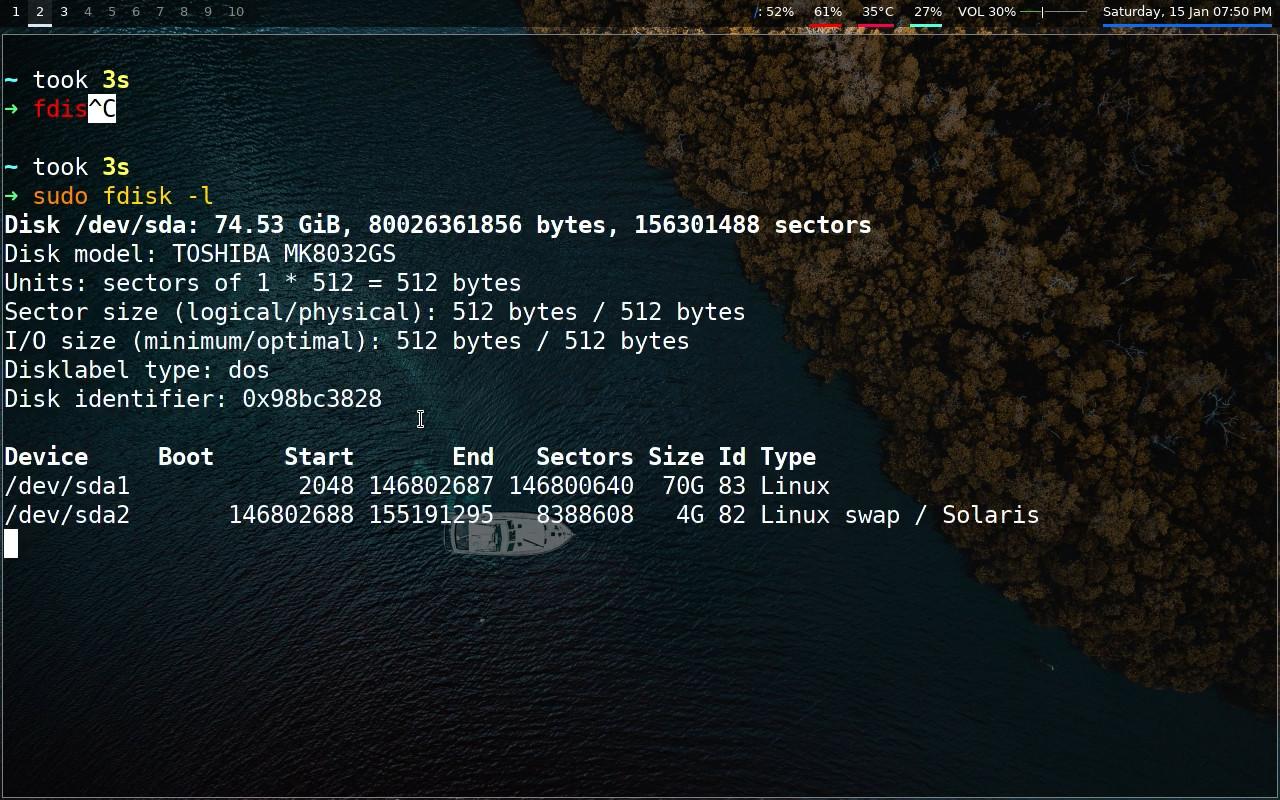 1 2 3 4 5 6 7 8 9 10 /: 52% 61% 35°C 27% VOL 30% Saturday, 15 Jan 07:50 PM
~ took 3s
➜ fdis^C
~ took 3s
➜ sudo fdisk -l
Disk /dev/sda: 74.53 GiB, 80026361856 bytes, 156301488 sectors
Disk model: TOSHIBA MK8032GS
Units: sectors of 1 * 512 = 512 bytes
Sector size (logical/physical): 512 bytes / 512 bytes
I/O size (minimum/optimal): 512 bytes / 512 bytes
Disklabel type: dos
Disk identifier: 0x98bc3828
Device Boot Start End Sectors Size Id Type
/dev/sda1 2048 146802687 146800640 70G 83 Linux
/dev/sda2 146802688 155191295 8388608 4G 82 Linux swap / Solaris